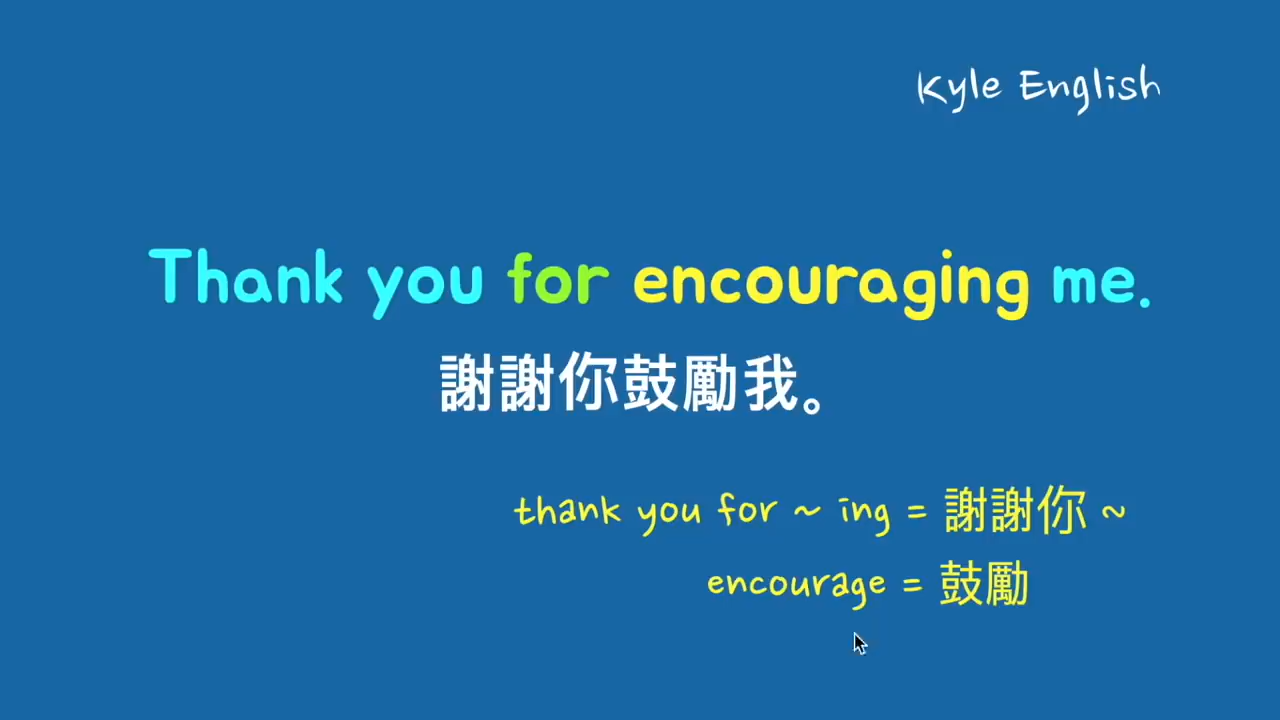 Kyle English
Thank you for encouraging me.
謝謝你鼓勵我。
thank you for ~ ing = 謝謝你 ~
encourage = 鼓勵